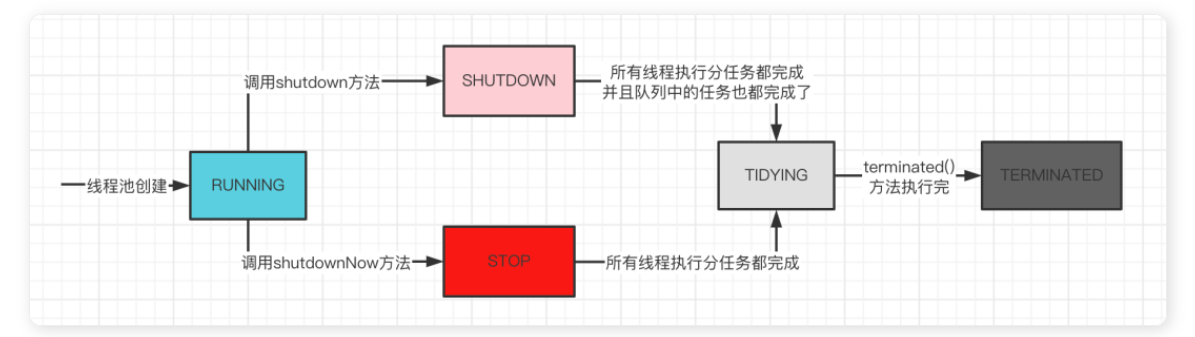 调用shutdown方法
SHUTDOWN
所有线程执行分任务都完成
并且队列中的任务也都完成了
线程池创建
RUNNING
TIDYING
terminated()
方法执行完
TERMINATED
调用shutdownNow方法
STOP
所有线程执行分任务都完成